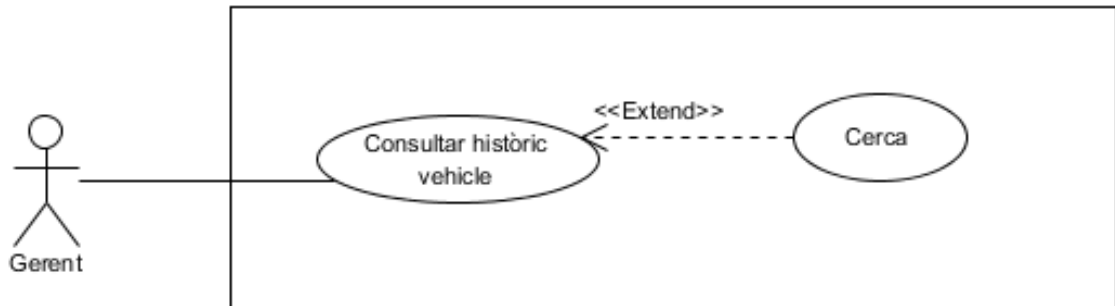 <<Extend>>
Consultar històric
vehicle
Cerca
Gerent